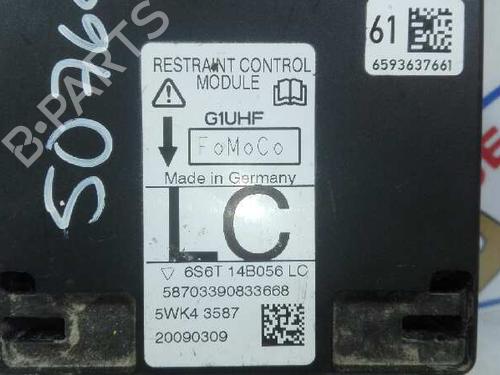 61
6593637661
RESTRAINT CONTROL
MODULE
G1UHF
FoMoCo
Made in Germany
LC
6S6T 14B056 LC
58703390833668
5WK4 3587
20090309
B-PARTS